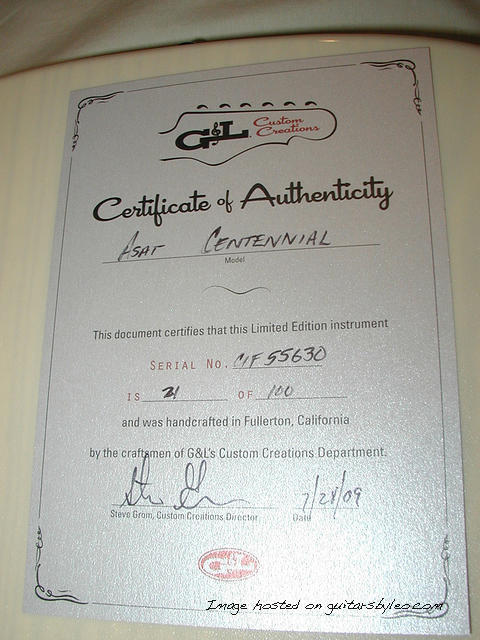 G&L Custom Creations
Certificate of Authenticity
ASAT CENTENNIAL
Model
This document certifies that this Limited Edition instrument
SERIAL No. CLF 55630
IS 21 OF 100
and was handcrafted in Fullerton, California
by the craftsmen of G&L's Custom Creations Department.
Steve Grom, Custom Creations Director Date 7/28/09
G&L
Image hosted on guitarsbyleo.com